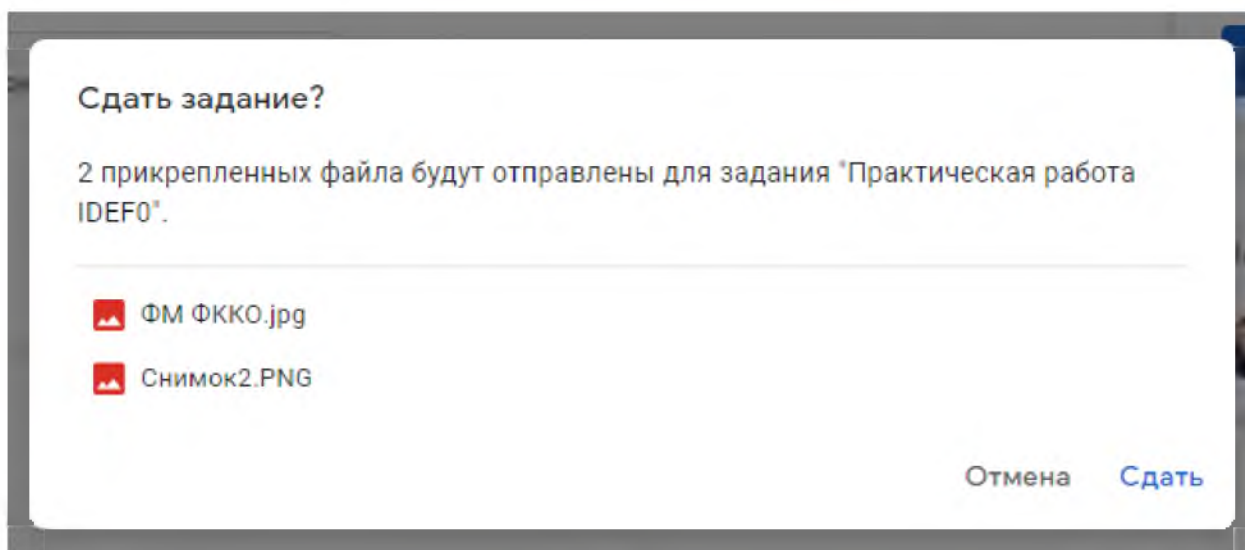 Сдать задание?
2 прикрепленных файла будут отправлены для задания "Практическая работа
IDEF0".
ФМ ФККО.jpg
Снимок2.PNG
Отмена Сдать